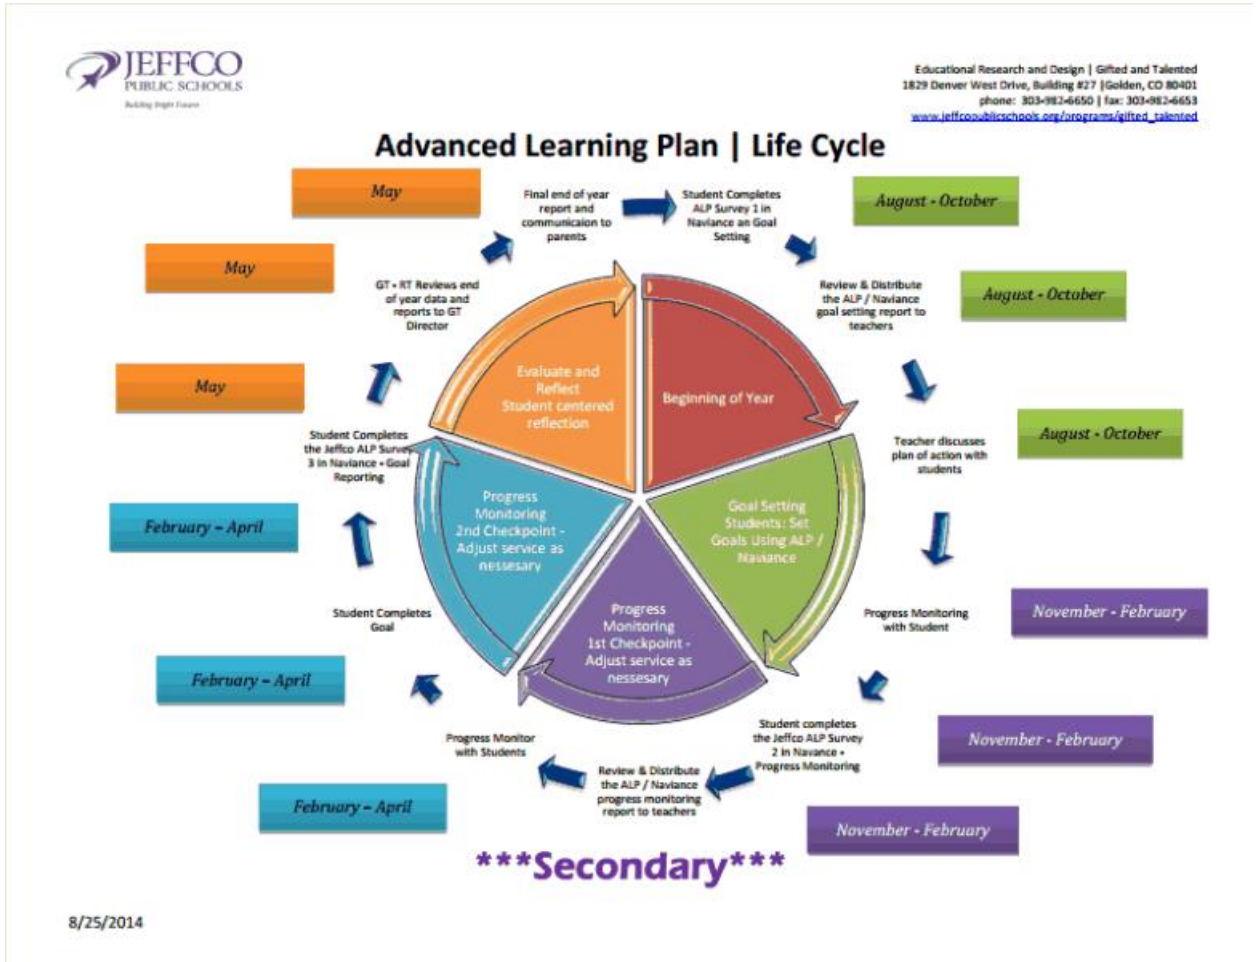 JEFFCO
PUBLIC SCHOOLS
Building Bright Futures
Educational Research and Design | Gifted and Talented
1829 Denver West Drive, Building #27 |Golden, CO 80401
phone: 303•982•6650 | fax: 303•982•6653
www.jeffcopublicschools.org/programs/gifted_talented
Advanced Learning Plan | Life Cycle
May
Final end of year
report and
communicaion to
parents
Student Completes
ALP Survey 1 in
Naviance an Goal
Setting
August - October
May
GT • RT Reviews end
of year data and
reports to GT
Director
Review & Distribute
the ALP / Naviance
goal setting report to
teachers
August - October
May
Student Completes
the Jeffco ALP Survey
3 in Naviance • Goal
Reporting
Evaluate and
Reflect
Student centered
reflection
Beginning of Year
Teacher discusses
plan of action with
students
August - October
February – April
Progress
Monitoring
2nd Checkpoint -
Adjust service as
nessesary
Goal Setting
Students: Set
Goals Using ALP /
Naviance
Student Completes
Goal
Progress
Monitoring
1st Checkpoint -
Adjust service as
nessesary
Progress Monitoring
with Student
November - February
February – April
Progress Monitor
with Students
Student completes
the Jeffco ALP Survey
2 in Navance •
Progress Monitoring
November - February
Review & Distribute
the ALP / Naviance
progress monitoring
report to teachers
February – April
November - February
***Secondary***
8/25/2014